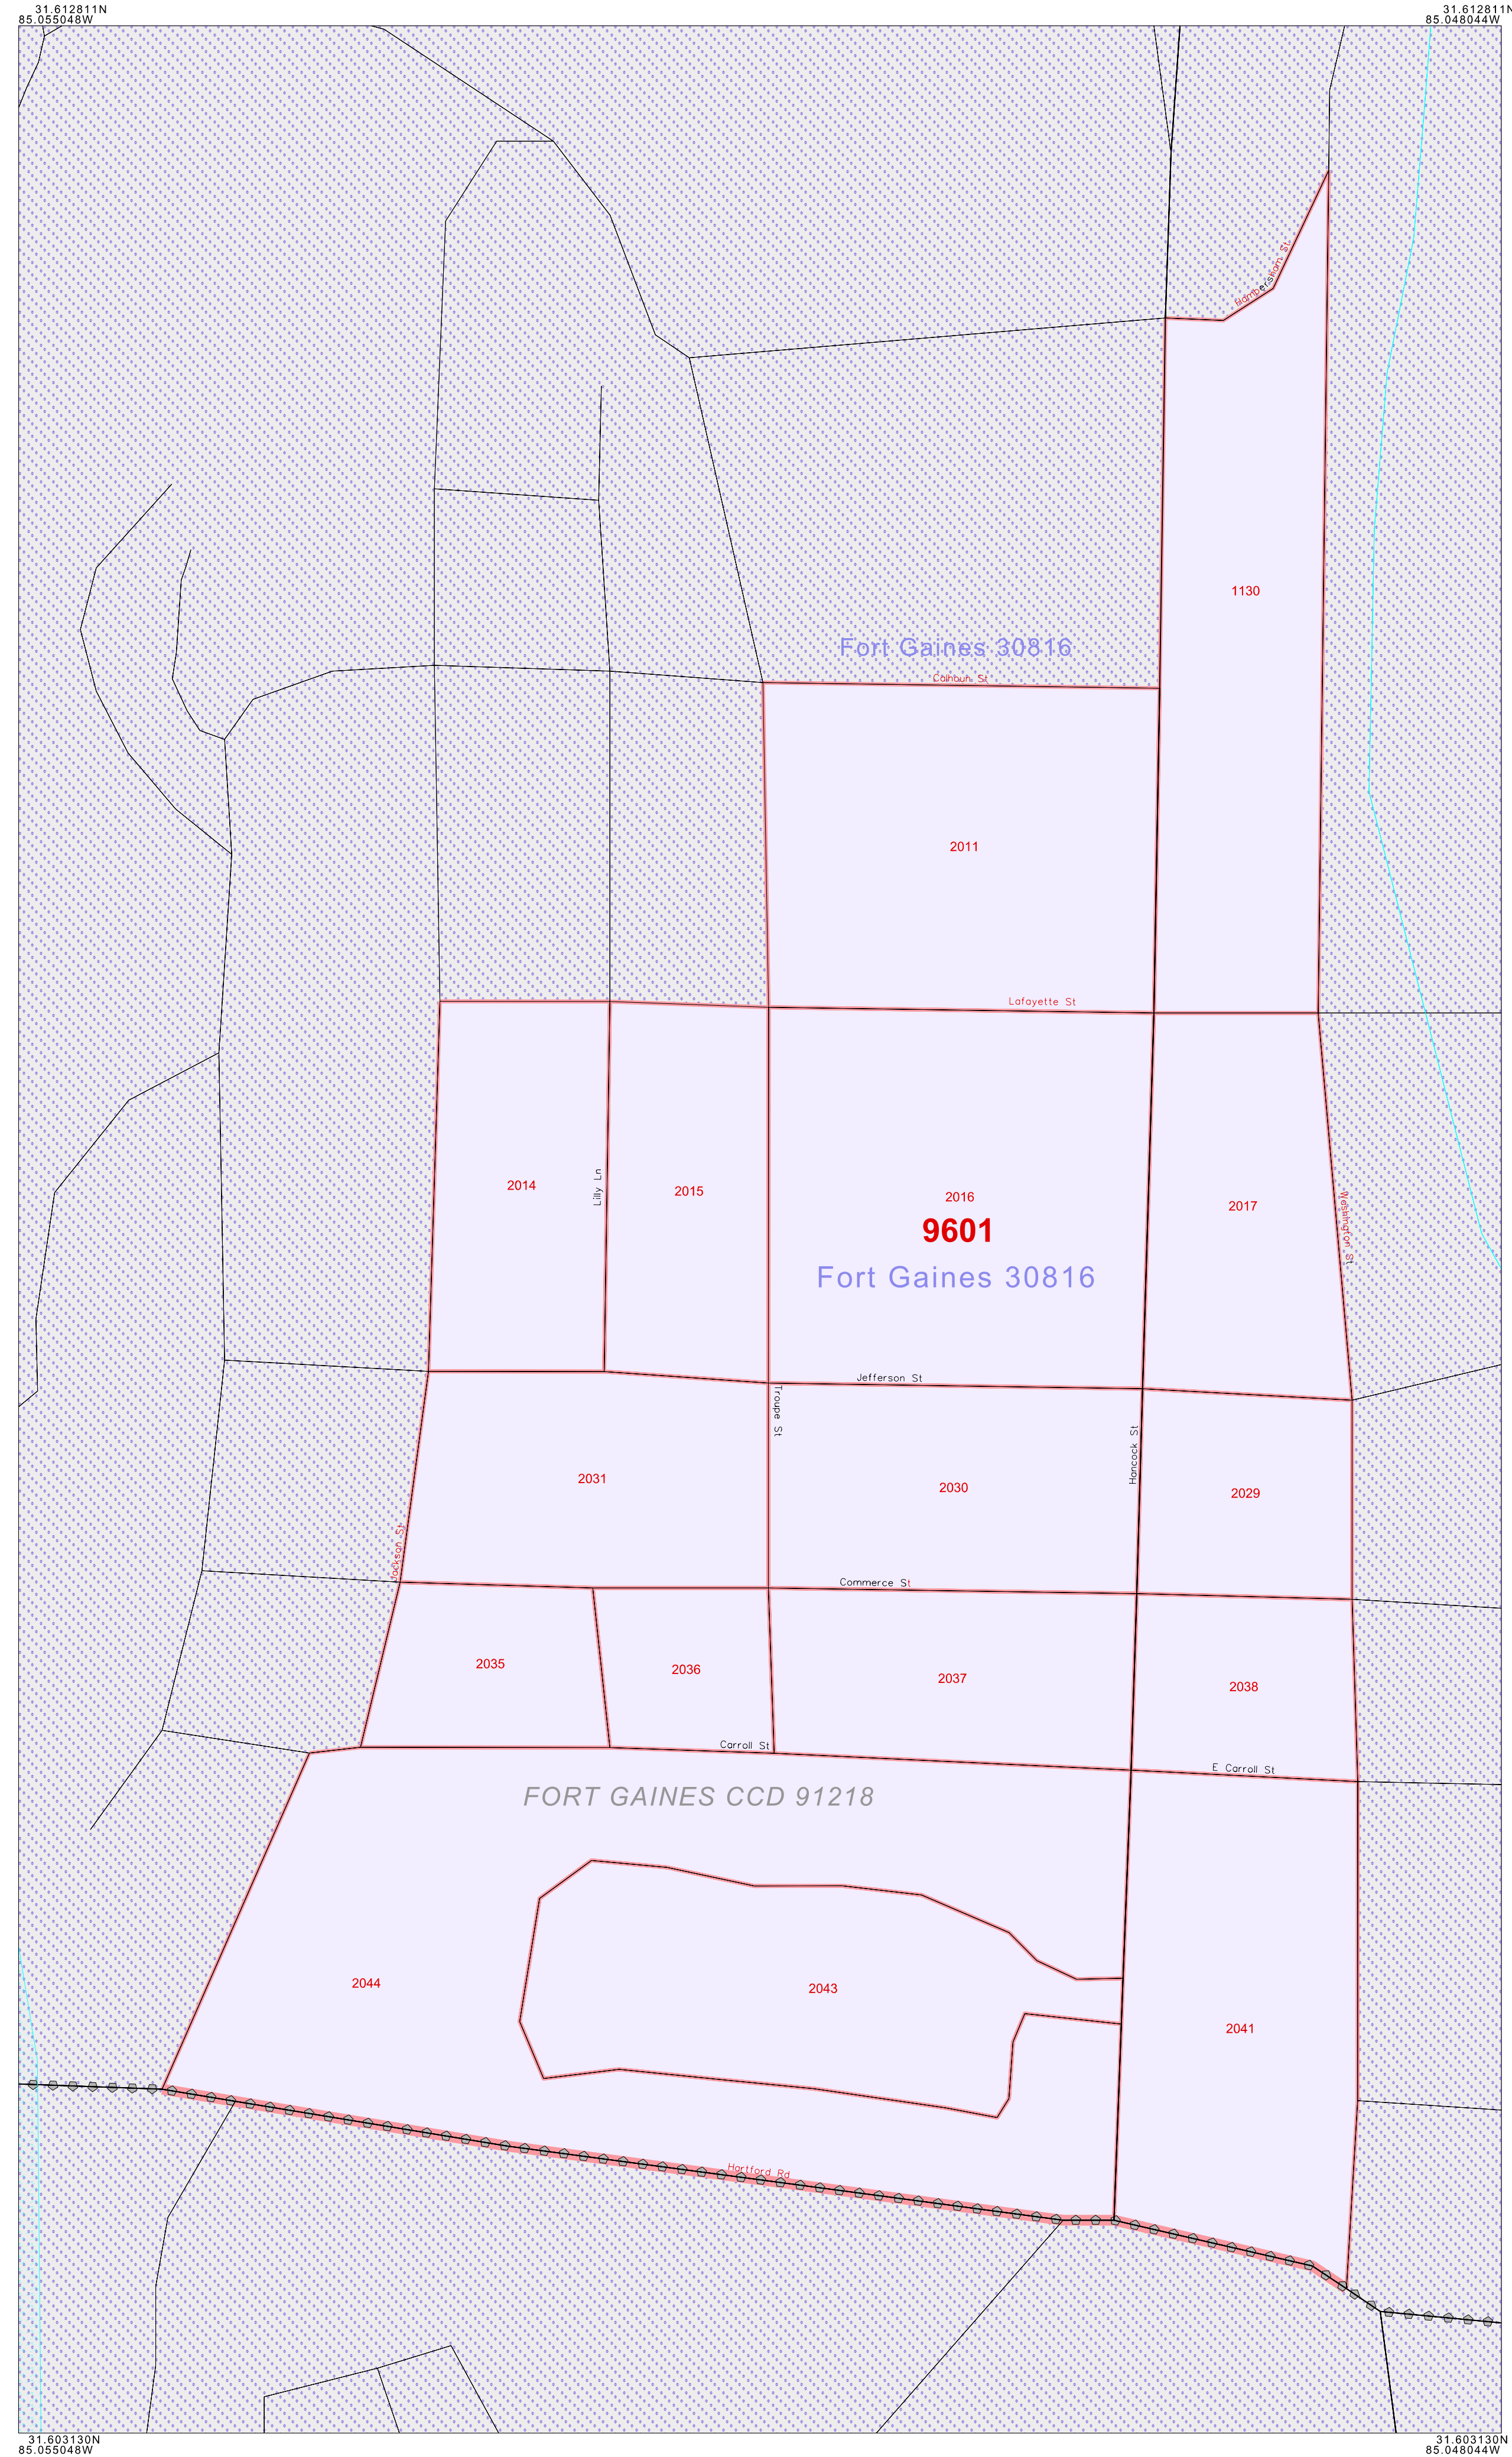 31.612811N
85.055048W
31.612811N
85.048044W
Hambersham St
1130
Fort Gaines 30816
Calhoun St
2011
Lafayette St
2014
Lilly Ln
2015
2016
2017
9601
Washington St
Fort Gaines 30816
Jefferson St
Troupe St
Hancock St
2031
2030
2029
Jackson St
Commerce St
2035
2036
2037
2038
Carroll St
E Carroll St
FORT GAINES CCD 91218
2044
2043
2041
Hartford Rd
31.603130N
85.055048W
31.603130N
85.048044W